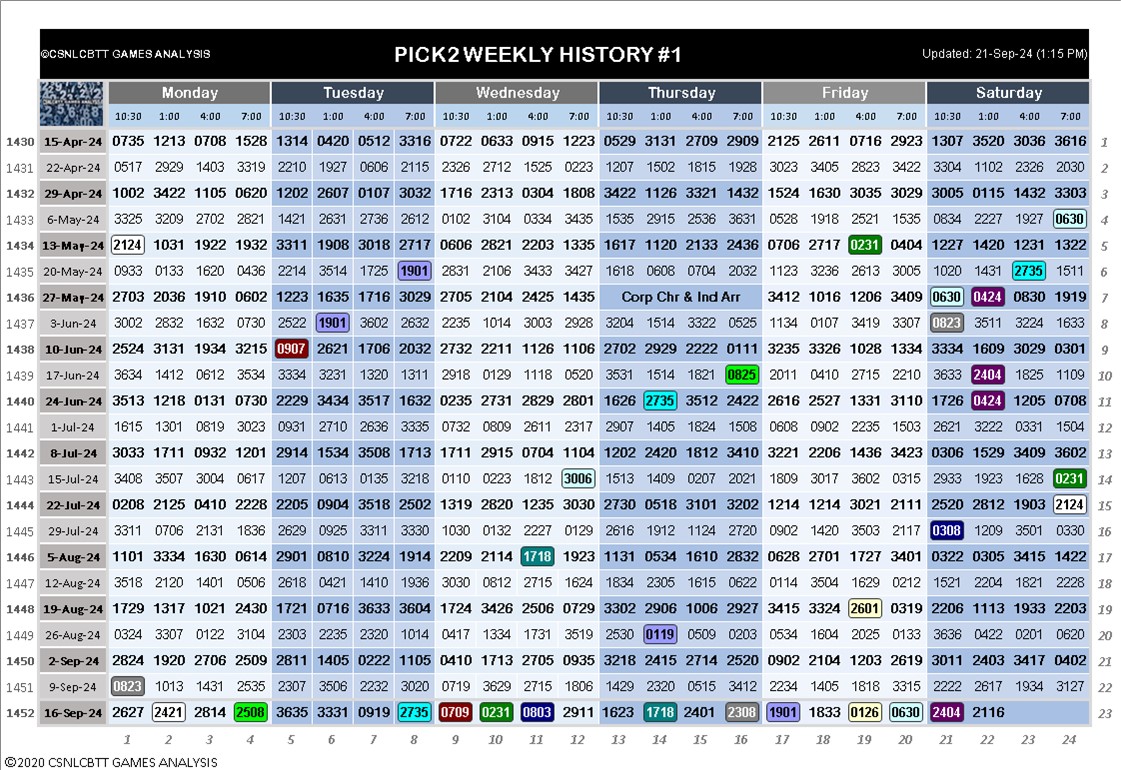 ©CSNLCBTT GAMES ANALYSIS PICK2 WEEKLY HISTORY #1 Updated: 21-Sep-24 (1:15 PM)
Monday Tuesday Wednesday Thursday Friday Saturday
10:30 1:00 4:00 7:00 10:30 1:00 4:00 7:00 10:30 1:00 4:00 7:00 10:30 1:00 4:00 7:00 10:30 1:00 4:00 7:00 10:30 1:00 4:00 7:00
1430 15-Apr-24 0735 1213 0708 1528 1314 0420 0512 3316 0722 0633 0915 1223 0529 3131 2709 2909 2125 2611 0716 2923 1307 3520 3036 3616 1
1431 22-Apr-24 0517 2929 1403 3319 2210 1927 0606 2115 2326 2712 1525 0223 1207 1502 1815 1928 3023 3405 2823 3422 3304 1102 2326 2030 2
1432 29-Apr-24 1002 3422 1105 0620 1202 2607 0107 3032 1716 2313 0304 1808 3422 1126 3321 1432 1524 1630 3035 3029 3005 0115 1432 3303 3
1433 6-May-24 3325 3209 2702 2821 1421 2631 2736 2612 0102 3104 0334 3435 1535 2915 2536 3631 0528 1918 2521 1535 0834 2227 1927 0630 4
1434 13-May-24 2124 1031 1922 1932 3311 1908 3018 2717 0606 2821 2203 1335 1617 1120 2133 2436 0706 2717 0231 0404 1227 1420 1231 1322 5
1435 20-May-24 0933 0133 1620 0436 2214 3514 1725 1901 2831 2106 3433 3427 1618 0608 0704 2032 1123 3236 2613 3005 1020 1431 2735 1511 6
1436 27-May-24 2703 2036 1910 0602 1223 1635 1716 3029 2705 2104 2425 1435 Corp Chr & Ind Arr 3412 1016 1206 3409 0630 0424 0830 1919 7
1437 3-Jun-24 3002 2832 1632 0730 2522 1901 3602 2632 2235 1014 3003 2928 3204 1514 3322 0525 1134 0107 3419 3307 0823 3511 3224 1633 8
1438 10-Jun-24 2524 3131 1934 3215 0907 2621 1706 2032 2732 2211 1126 1106 2702 2929 2222 0111 3235 3326 1028 1334 3334 1609 3029 0301 9
1439 17-Jun-24 3634 1412 0612 3534 3334 3231 1320 1311 2918 0129 1118 0520 3531 1514 1821 0825 2011 0410 2715 2210 3633 2404 1825 1109 10
1440 24-Jun-24 3513 1218 0131 0730 2229 3434 3517 1632 0235 2731 2829 2801 1626 2735 3512 2422 2616 2527 1331 3110 1726 0424 1205 0708 11
1441 1-Jul-24 1615 1301 0819 3023 0931 2710 2636 3335 0732 0809 2611 2317 2907 1405 1824 1508 0608 0902 2235 1503 2621 3222 0331 1504 12
1442 8-Jul-24 3033 1711 0932 1201 2914 1534 3508 1713 1711 2915 0704 1104 1202 2420 1812 3410 3221 2206 1436 3423 0306 1529 3409 3602 13
1443 15-Jul-24 3408 3507 3004 0617 1207 0613 0135 3218 0110 0223 1812 3006 1513 1409 0207 2021 1809 3017 3602 0315 2933 1923 1628 0231 14
1444 22-Jul-24 0208 2125 0410 2228 2205 0904 3518 2502 1319 2820 1235 3030 2730 0518 3101 3202 1214 1214 3021 2111 2520 2812 1903 2124 15
1445 29-Jul-24 3311 0706 2131 1836 2629 0925 3311 3330 1030 0132 2227 0129 2616 1912 1124 2720 0902 1420 3503 2117 0308 1209 3501 0330 16
1446 5-Aug-24 1101 3334 1630 0614 2901 0810 3224 1914 2209 2114 1718 1923 1131 0534 1610 2832 0628 2701 1727 3401 0322 0305 3415 1422 17
1447 12-Aug-24 3518 2120 1401 0506 2618 0421 1410 1936 3030 0812 2715 1624 1834 2305 1615 0622 0114 3504 1629 0212 1521 2204 1821 2228 18
1448 19-Aug-24 1729 1317 1021 2430 1721 0716 3633 3604 1724 3426 2506 0729 3302 2906 1006 2927 3415 3324 2601 0319 2206 1113 1933 2203 19
1449 26-Aug-24 0324 3307 0122 3104 2303 2235 2320 1014 0417 1334 1731 3519 2530 0119 0509 0203 0534 1604 2025 0133 3636 0422 0201 0620 20
1450 2-Sep-24 2824 1920 2706 2509 2811 1405 0222 1105 0410 1713 2705 0935 3218 2415 2714 2520 0902 2104 1203 2619 3011 2403 3417 0402 21
1451 9-Sep-24 0823 1013 1431 2535 2307 3506 2232 3020 0719 3629 2715 1806 1429 2320 0515 3412 2234 1405 1818 3315 2222 2617 1934 3127 22
1452 16-Sep-24 2627 2421 2814 2508 3635 3331 0919 2735 0709 0231 0803 2911 1623 1718 2401 2308 1901 1833 0126 0630 2404 2116 23
1 2 3 4 5 6 7 8 9 10 11 12 13 14 15 16 17 18 19 20 21 22 23 24
©2020 CSNLCBTT GAMES ANALYSIS